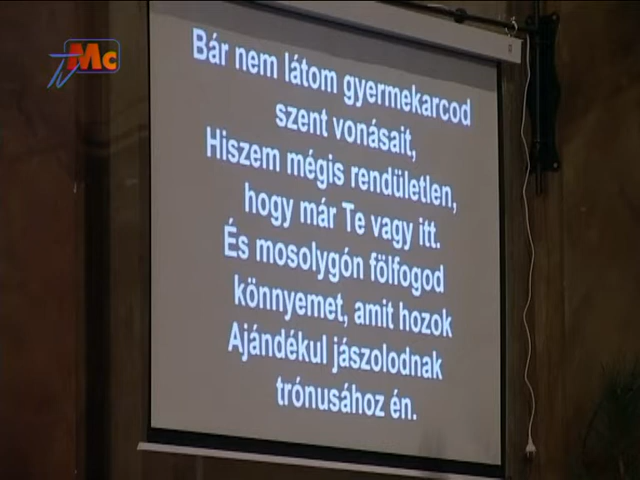 TV Mc
Bár nem látom gyermekarcod
szent vonásait,
Hiszem mégis rendületlen,
hogy már Te vagy itt.
És mosolygón fölfogod
könnyemet, amit hozok
Ajándékul jászolodnak
trónusához én.